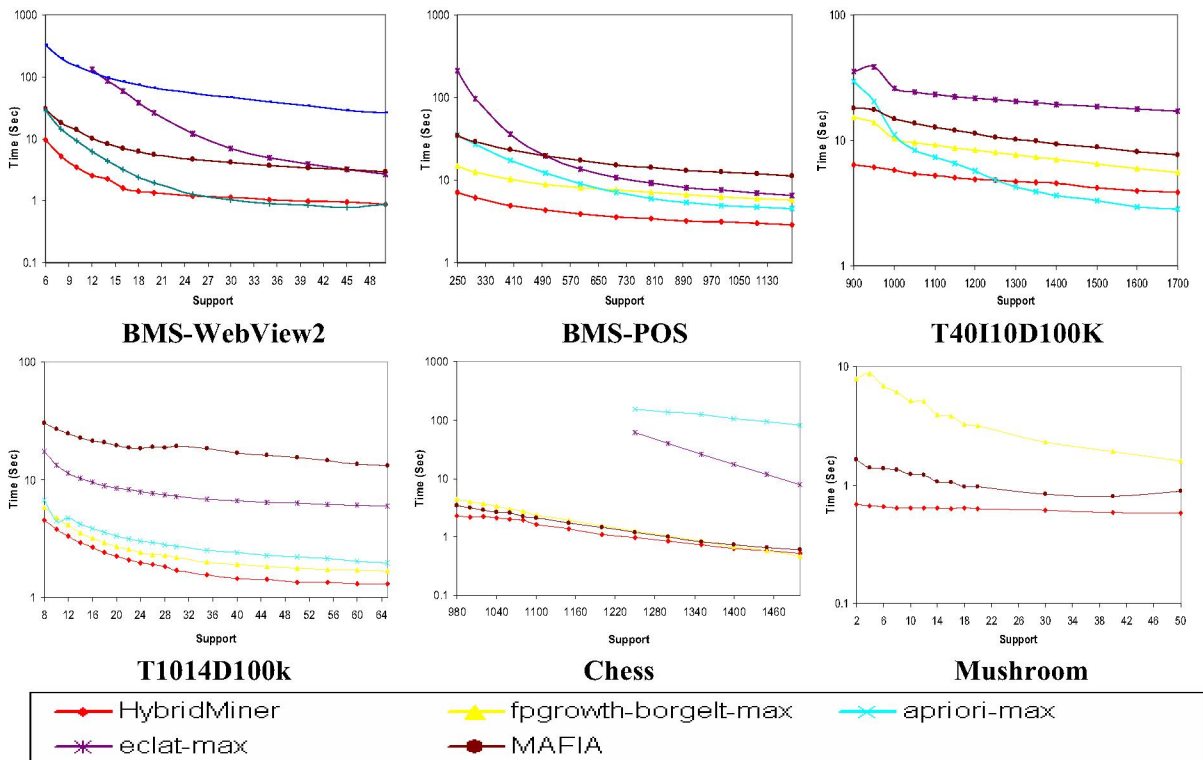 1000
100
10
1
0.1
Time (Sec)
6 9 12 15 18 21 24 27 30 33 36 39 42 45 48
Support
BMS-WebView2
1000
100
10
1
Time (Sec)
250 330 410 490 570 650 730 810 890 970 1050 1130
Support
BMS-POS
100
10
1
Time (Sec)
900 1000 1100 1200 1300 1400 1500 1600 1700
Support
T40I10D100K
100
10
1
Time (Sec)
8 12 16 20 24 28 32 36 40 44 48 52 56 60 64
Support
T1014D100k
1000
100
10
1
0.1
Time (Sec)
980 1040 1100 1160 1220 1280 1340 1400 1460
Support
Chess
10
1
0.1
Time (Sec)
2 6 10 14 18 22 26 30 34 38 42 46 50
Support
Mushroom
HybridMiner fpgrowth-borgelt-max apriori-max
eclat-max MAFIA